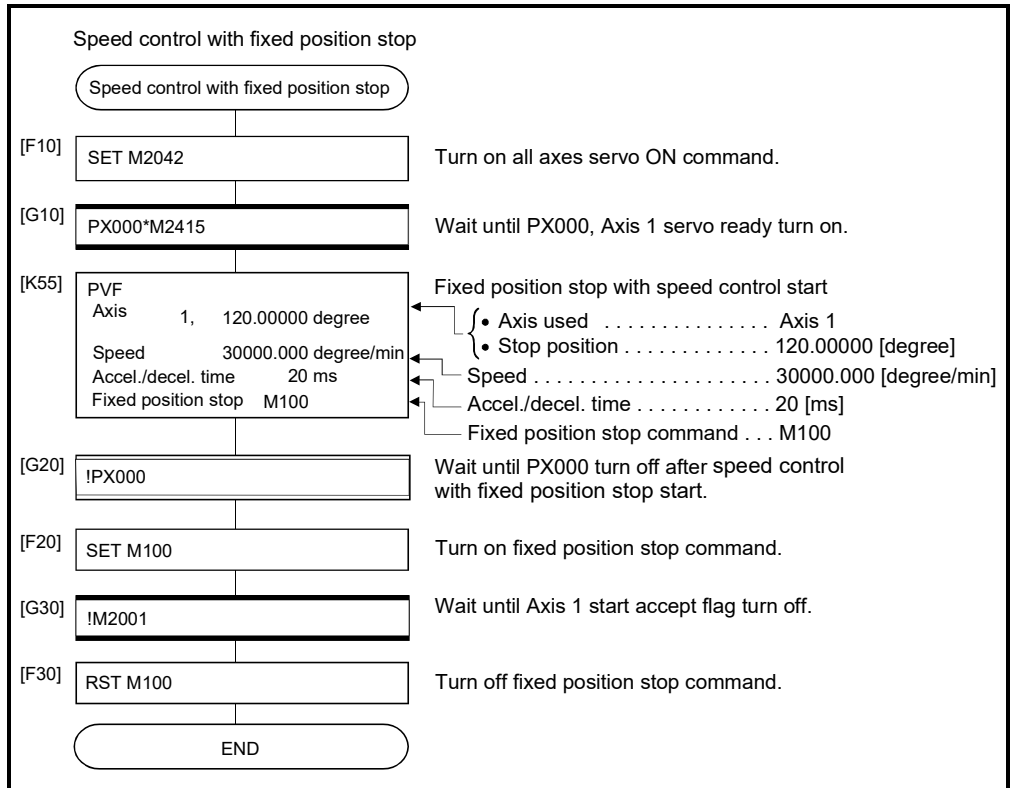 Speed control with fixed position stop
Speed control with fixed position stop
[F10]
SET M2042
Turn on all axes servo ON command.
[G10]
PX000*M2415
Wait until PX000, Axis 1 servo ready turn on.
[K55]
PVF
Axis 1, 120.00000 degree
Speed 30000.000 degree/min
Accel./decel. time 20 ms
Fixed position stop M100
Fixed position stop with speed control start
• Axis used . . . . . . . . . . . . . . . Axis 1
• Stop position . . . . . . . . . . . . . 120.00000 [degree]
Speed . . . . . . . . . . . . . . . . . . . . . 30000.000 [degree/min]
Accel./decel. time . . . . . . . . . . . . 20 [ms]
Fixed position stop command . . . M100
[G20]
!PX000
Wait until PX000 turn off after speed control
with fixed position stop start.
[F20]
SET M100
Turn on fixed position stop command.
[G30]
!M2001
Wait until Axis 1 start accept flag turn off.
[F30]
RST M100
Turn off fixed position stop command.
END